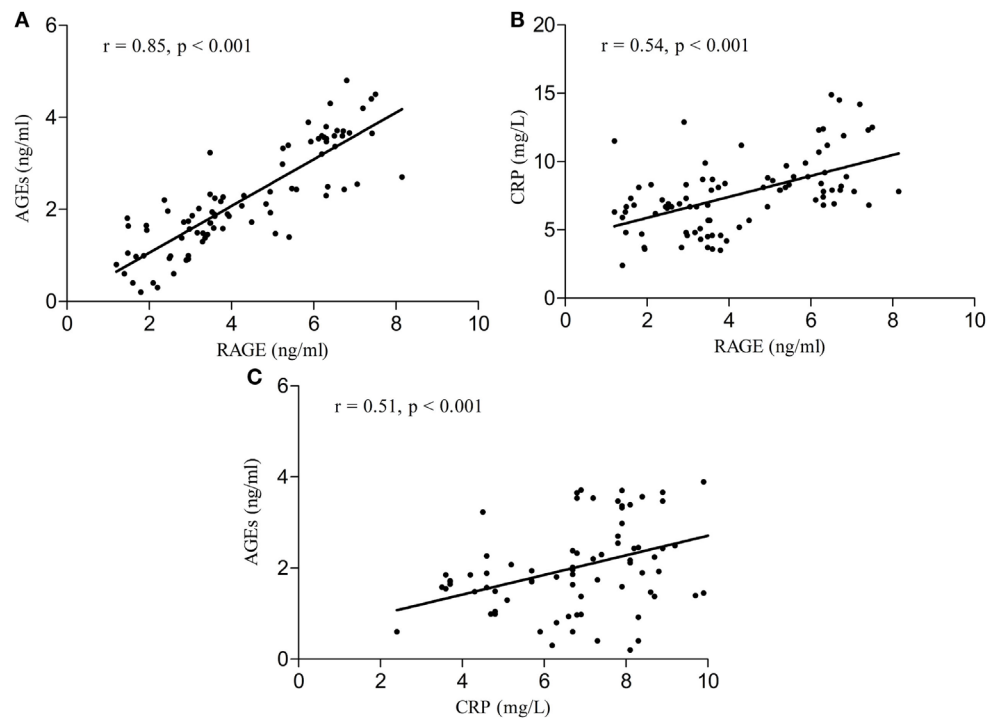 A
6
r = 0.85, p < 0.001
4
AGEs (ng/ml)
2
0
0 2 4 6 8 10
RAGE (ng/ml)
B
20
r = 0.54, p < 0.001
15
CRP (mg/L)
10
5
0
0 2 4 6 8 10
RAGE (ng/ml)
C
6
r = 0.51, p < 0.001
4
AGEs (ng/ml)
2
0
0 2 4 6 8 10
CRP (mg/L)